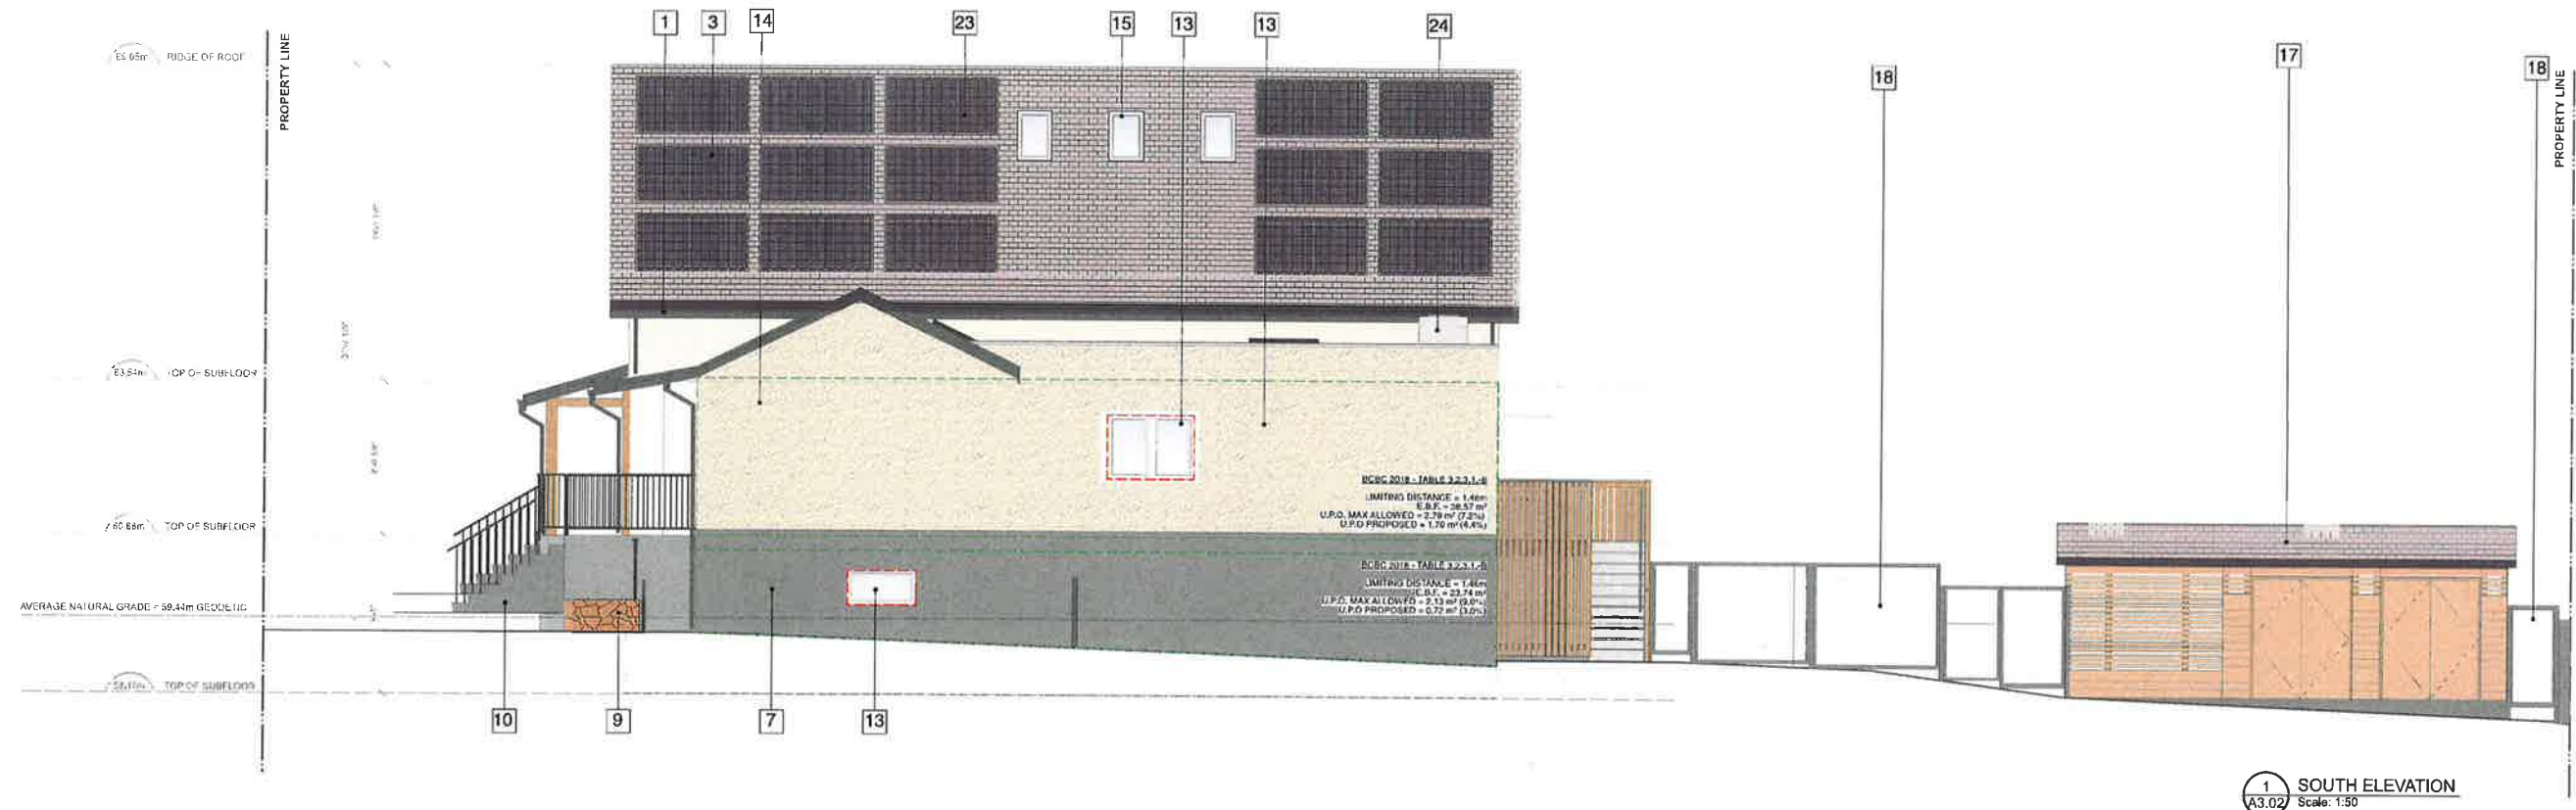 1
3
14
23
15
13
13
24
18
17
18
RIDGE OF ROOF
PROPERTY LINE
PROPERTY LINE
TOP OF SUBFLOOR
TOP OF SUBFLOOR
BCBC 2018 - TABLE 3.2.3.1.-B
LIMITING DISTANCE = 1.46m
E.B.F. = 38.57 m²
U.P.O. MAX ALLOWED = 2.79 m² (7.2%)
U.P.O PROPOSED = 1.70 m² (4.4%)
BCBC 2018 - TABLE 3.2.3.1.-B
LIMITING DISTANCE = 1.46m
E.B.F. = 23.74 m²
U.P.O. MAX ALLOWED = 2.13 m² (9.0%)
U.P.O PROPOSED = 0.72 m² (3.0%)
AVERAGE NATURAL GRADE = 59.44m GEODETIC
TOP OF SUBFLOOR
10
9
7
13
1
A3.02
SOUTH ELEVATION
Scale: 1:50